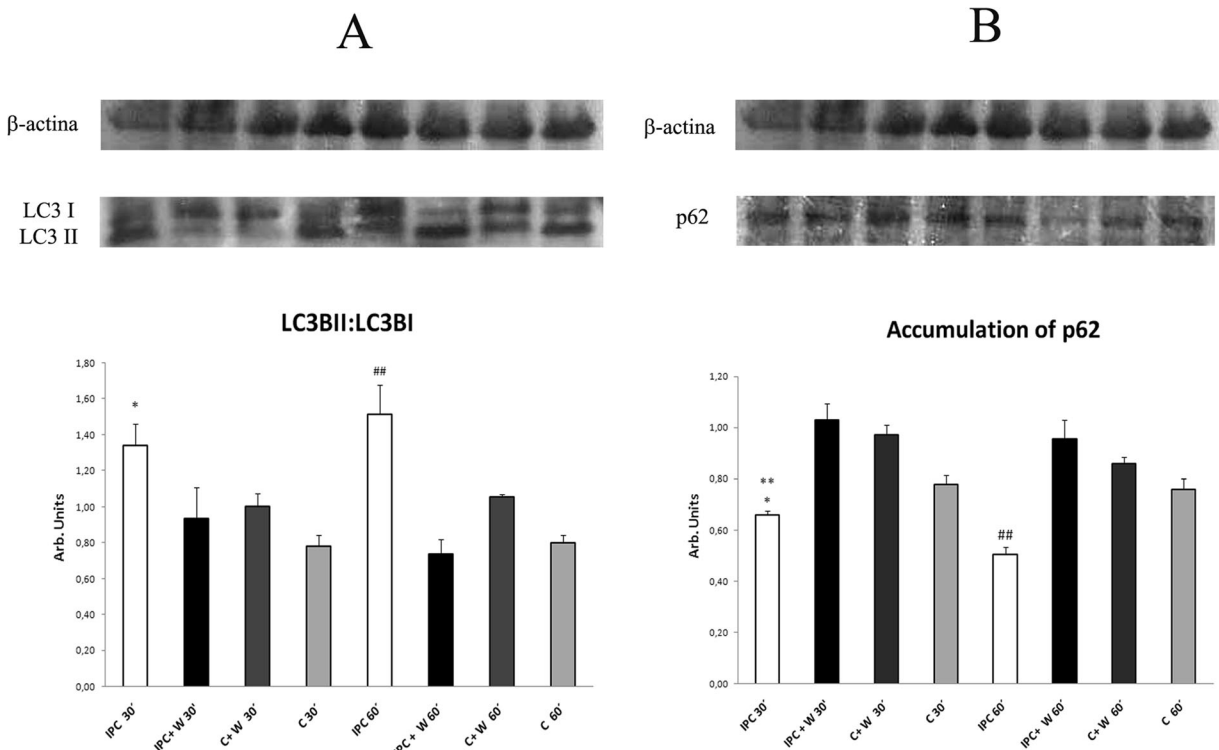 A
β-actina
LC3 I
LC3 II
LC3BII:LC3BI
Arb. Units
1,80
1,60
1,40
1,20
1,00
0,80
0,60
0,40
0,20
0,00
*
##
IPC 30´
IPC+ W 30´
C+ W 30´
C 30´
IPC 60´
IPC+ W 60´
C+ W 60´
C 60´
B
β-actina
p62
Accumulation of p62
Arb. Units
1,20
1,00
0,80
0,60
0,40
0,20
0,00
**
*
##
IPC 30´
IPC+ W 30´
C+ W 30´
C 30´
IPC 60´
IPC+ W 60´
C+ W 60´
C 60´